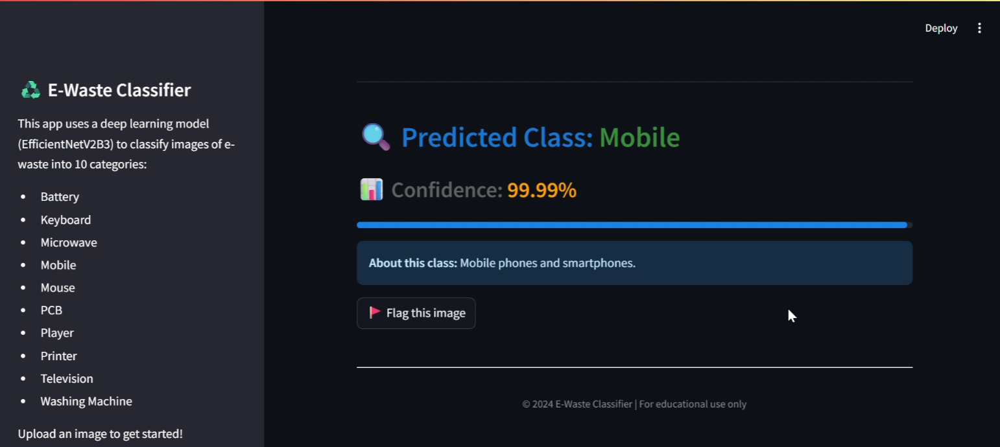 Deploy
E-Waste Classifier
This app uses a deep learning model
(EfficientNetV2B3) to classify images of e-
waste into 10 categories:
• Battery
• Keyboard
• Microwave
• Mobile
• Mouse
• PCB
• Player
• Printer
• Television
• Washing Machine
Upload an image to get started!
Predicted Class: Mobile
Confidence: 99.99%
About this class: Mobile phones and smartphones.
Flag this image
© 2024 E-Waste Classifier | For educational use only